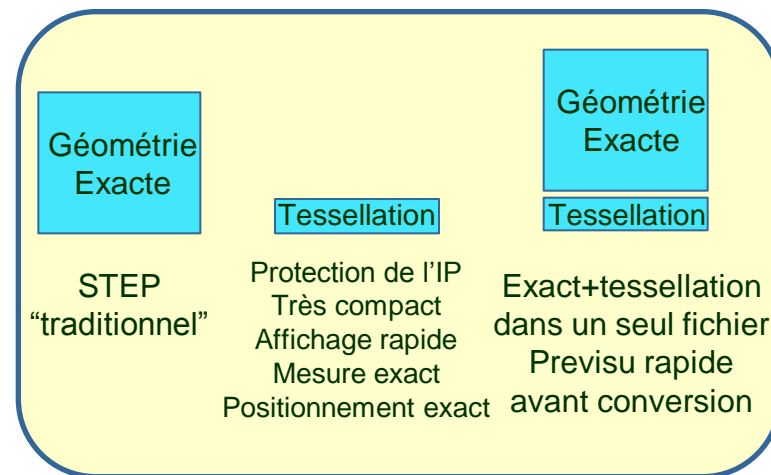 Géométrie
Exacte
STEP
“traditionnel”
Tessellation
Protection de l’IP
Très compact
Affichage rapide
Mesure exact
Positionnement exact
Géométrie
Exacte
Tessellation
Exact+tessellation
dans un seul fichier
Previsu rapide
avant conversion